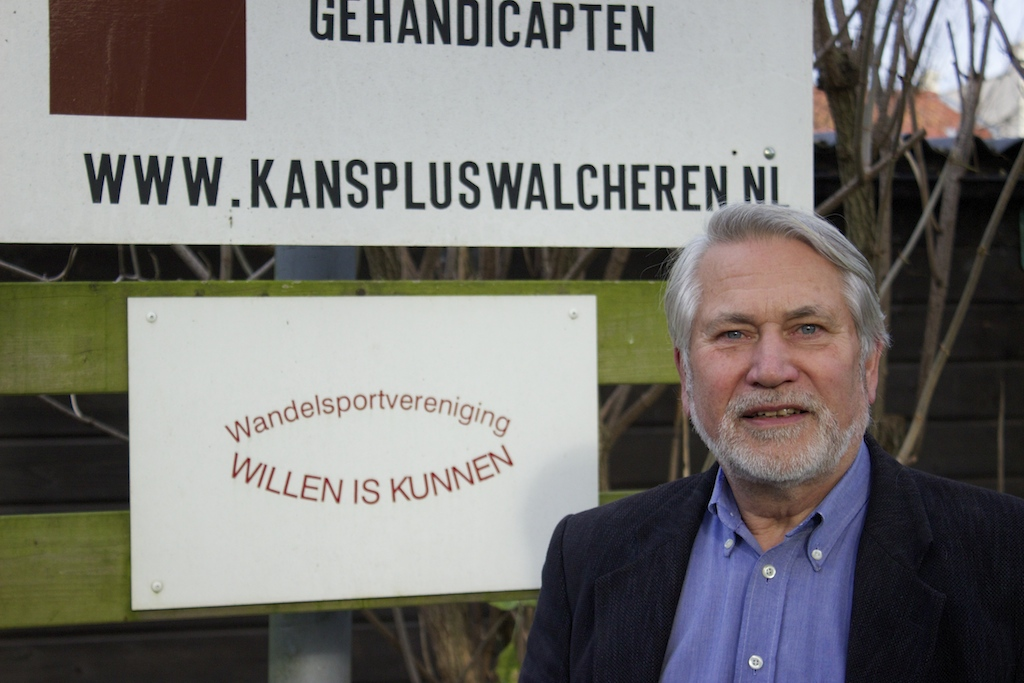 GEHANDICAPTEN
WWW.KANSPLUSWALCHEREN.NL
Wandelsportvereniging
WILLEN IS KUNNEN